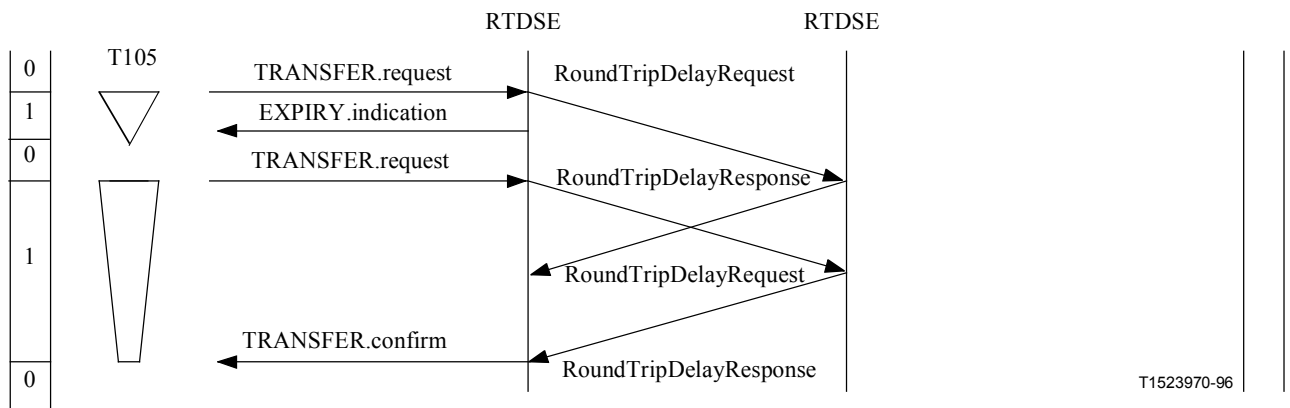 RTDSE RTDSE
0 T105
TRANSFER.request RoundTripDelayRequest
1 EXPIRY.indication
0 TRANSFER.request RoundTripDelayResponse
1 RoundTripDelayRequest
TRANSFER.confirm
0 RoundTripDelayResponse T1523970-96